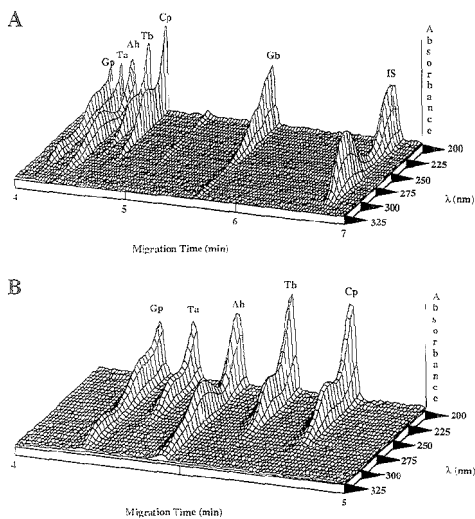 A
Cp
Tb
Ah
Ta
Gp
Gb
IS
Absorbance
200
225
250
275
300
325
λ (nm)
4
5
6
7
Migration Time (min)
B
Gp
Ta
Ah
Tb
Cp
Absorbance
200
225
250
275
300
325
λ (nm)
4
5
Migration Time (min)